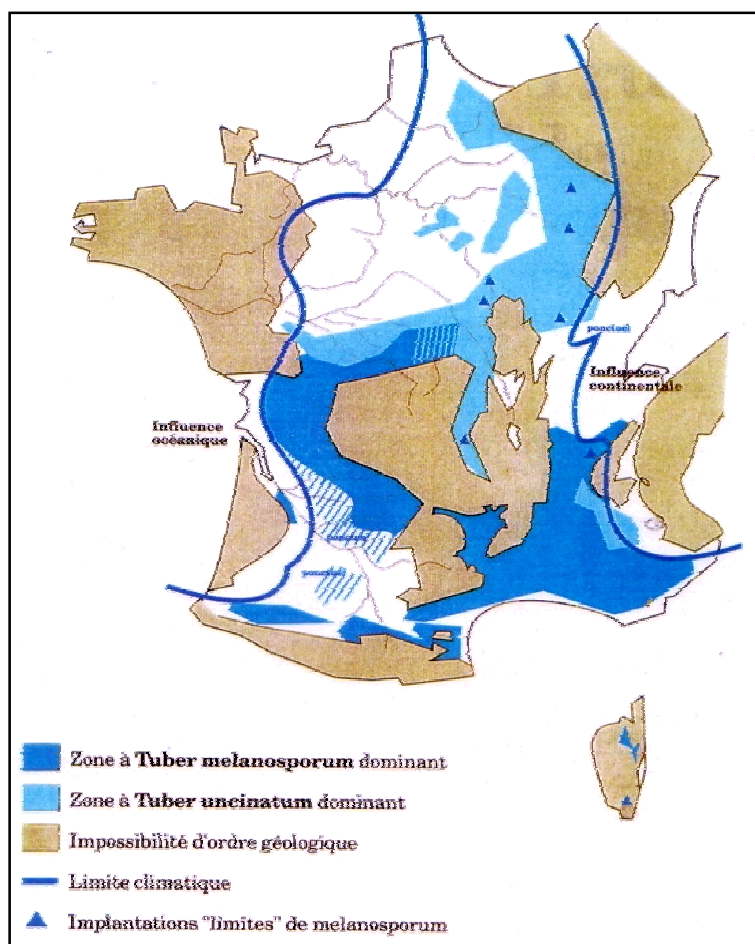 ponctuel
Influence
continentale
Influence
océanique
ponctuel
Zone à Tuber melanosporum dominant
Zone à Tuber uncinatum dominant
Impossibilité d'ordre géologique
Limite climatique
Implantations "limites" de melanosporum